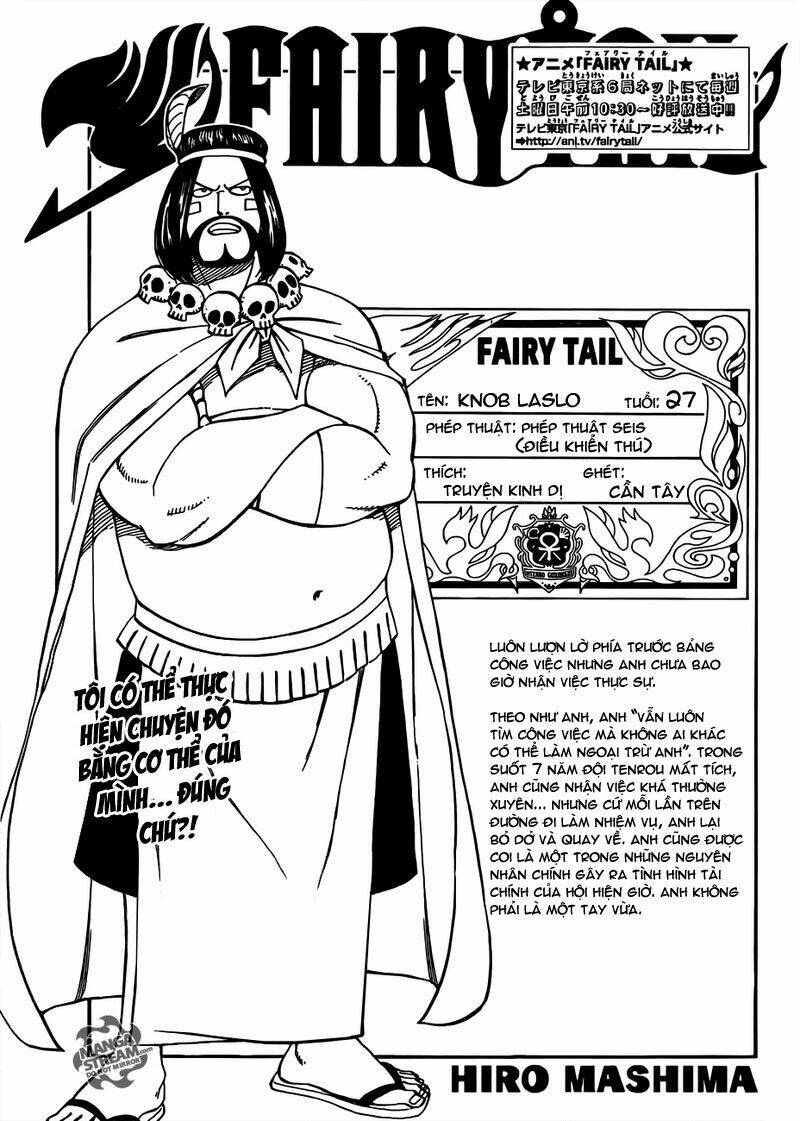 FAIRY TAIL
★アニメ「FAIRY TAIL」★
テレビ東京系6局ネットにて毎週
土曜日午前10:30~好評放送中!!
テレビ東京「FAIRY TAIL」アニメ公式サイト
➡http://ani.tv/fairytail/
FAIRY TAIL
TÊN: KNOB LASLO TUỔI: 27
PHÉP THUẬT: PHÉP THUẬT SEIS
(ĐIỀU KHIỂN THÚ)
THÍCH: GHÉT:
TRUYỆN KINH DỊ CẦN TÂY
LUÔN LƯỢN LỜ PHÍA TRƯỚC BẢNG
CÔNG VIỆC NHƯNG ANH CHƯA BAO
GIỜ NHẬN VIỆC THỰC SỰ.
THEO NHƯ ANH, ANH “VẪN LUÔN
TÌM CÔNG VIỆC MÀ KHÔNG AI KHÁC
CÓ THỂ LÀM NGOẠI TRỪ ANH”. TRONG
SUỐT 7 NĂM ĐỘI TENROU MẤT TÍCH,
ANH CŨNG NHẬN VIỆC KHÁ THƯỜNG
XUYÊN... NHƯNG CỨ MỖI LẦN TRÊN
ĐƯỜNG ĐI LÀM NHIỆM VỤ, ANH LẠI
BỎ DỞ VÀ QUAY VỀ. ANH CŨNG ĐƯỢC
COI LÀ MỘT TRONG NHỮNG NGUYÊN
NHÂN CHÍNH GÂY RA TÌNH HÌNH TÀI
CHÍNH CỦA HỘI HIỆN GIỜ. ANH KHÔNG
PHẢI LÀ MỘT TAY VỪA.
TÔI CÓ THỂ THỰC
HIỆN CHUYỆN ĐÓ
BẰNG CƠ THỂ CỦA
MÌNH... ĐÚNG
CHỨ?!
MANGA
STREAM.com
DO NOT MIRROR!
HIRO MASHIMA